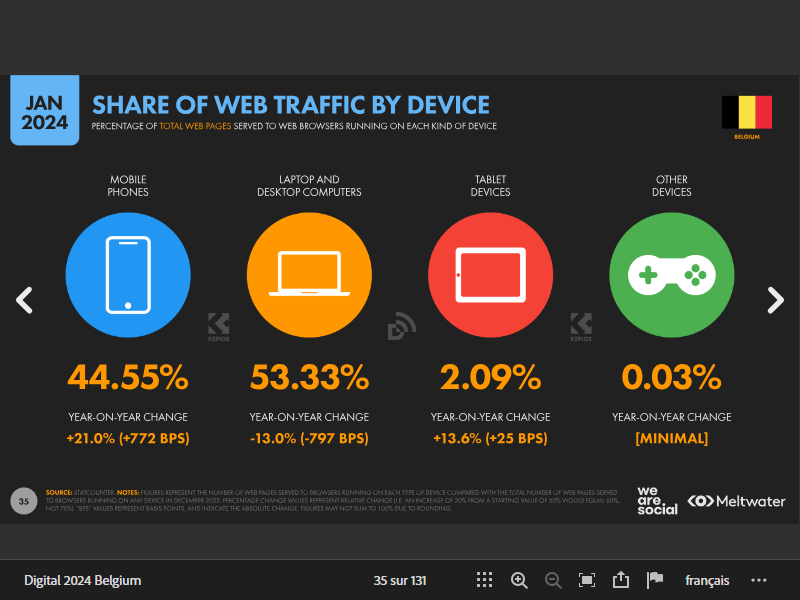 JAN
2024
SHARE OF WEB TRAFFIC BY DEVICE
PERCENTAGE OF TOTAL WEB PAGES SERVED TO WEB BROWSERS RUNNING ON EACH KIND OF DEVICE
BELGIUM
MOBILE
PHONES
LAPTOP AND
DESKTOP COMPUTERS
TABLET
DEVICES
OTHER
DEVICES
KEPIOS
KEPIOS
44.55%
53.33%
2.09%
0.03%
YEAR-ON-YEAR CHANGE
YEAR-ON-YEAR CHANGE
YEAR-ON-YEAR CHANGE
YEAR-ON-YEAR CHANGE
+21.0% (+772 BPS)
-13.0% (-797 BPS)
+13.6% (+25 BPS)
[MINIMAL]
35
SOURCE: STATCOUNTER. NOTES: FIGURES REPRESENT THE NUMBER OF WEB PAGES SERVED TO BROWSERS RUNNING ON EACH TYPE OF DEVICE COMPARED WITH THE TOTAL NUMBER OF WEB PAGES SERVED
TO BROWSERS RUNNING ON ANY DEVICE IN DECEMBER 2023. PERCENTAGE CHANGE VALUES REPRESENT RELATIVE CHANGE (I.E. AN INCREASE OF 20% FROM A STARTING VALUE OF 50% WOULD EQUAL 60%,
NOT 70%). "BPS" VALUES REPRESENT BASIS POINTS, AND INDICATE THE ABSOLUTE CHANGE. FIGURES MAY NOT SUM TO 100% DUE TO ROUNDING.
we
are.
social
Meltwater
Digital 2024 Belgium
35 sur 131
français